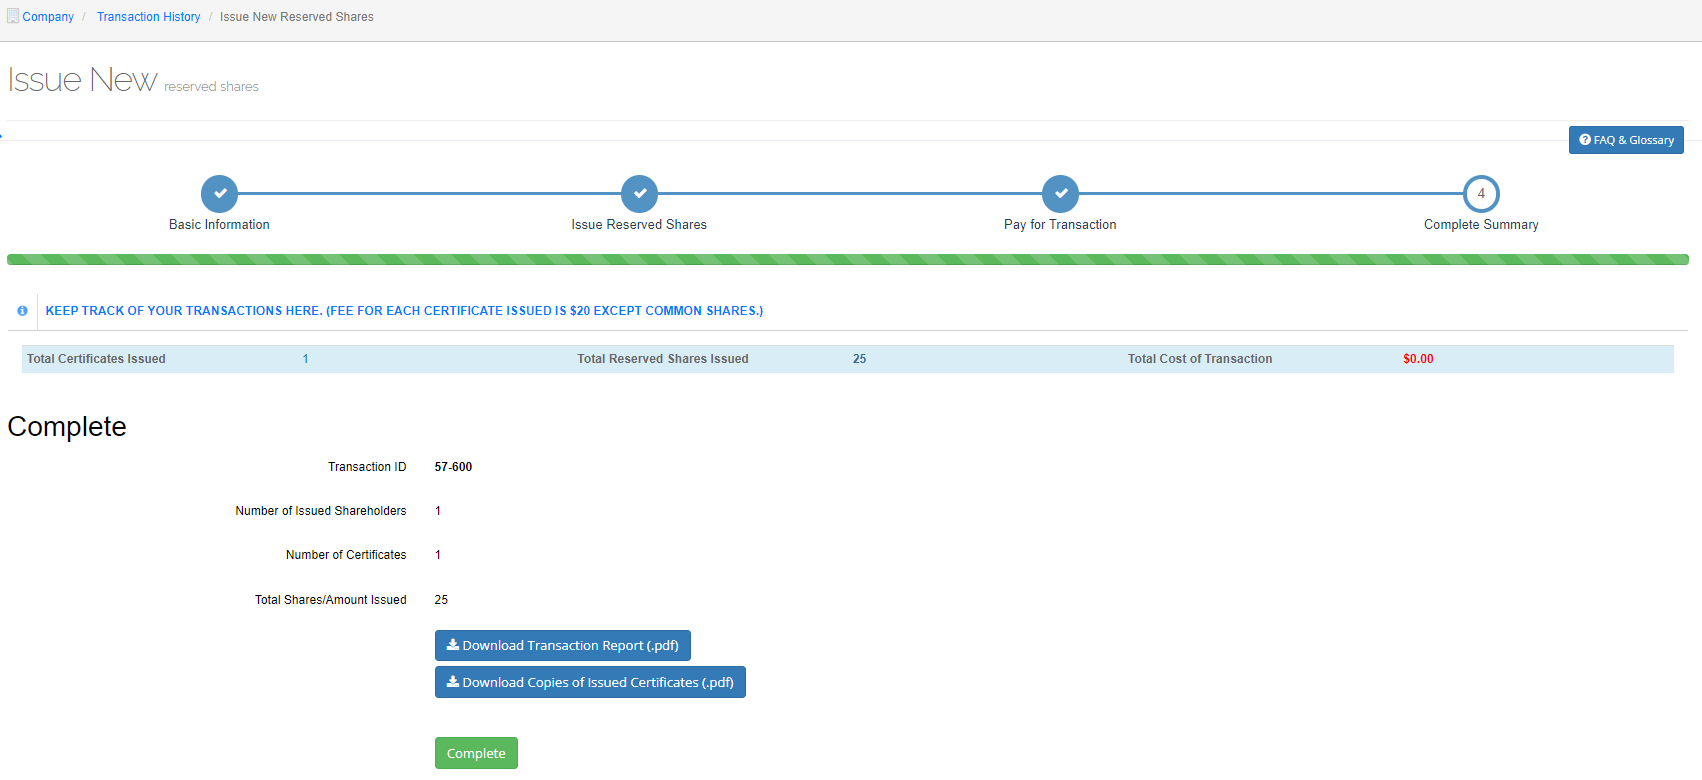 Company / Transaction History / Issue New Reserved Shares
Issue New reserved shares
FAQ & Glossary
4
Basic Information Issue Reserved Shares Pay for Transaction Complete Summary
KEEP TRACK OF YOUR TRANSACTIONS HERE. (FEE FOR EACH CERTIFICATE ISSUED IS $20 EXCEPT COMMON SHARES.)
Total Certificates Issued 1 Total Reserved Shares Issued 25 Total Cost of Transaction $0.00
Complete
Transaction ID 57-600
Number of Issued Shareholders 1
Number of Certificates 1
Total Shares/Amount Issued 25
Download Transaction Report (.pdf)
Download Copies of Issued Certificates (.pdf)
Complete